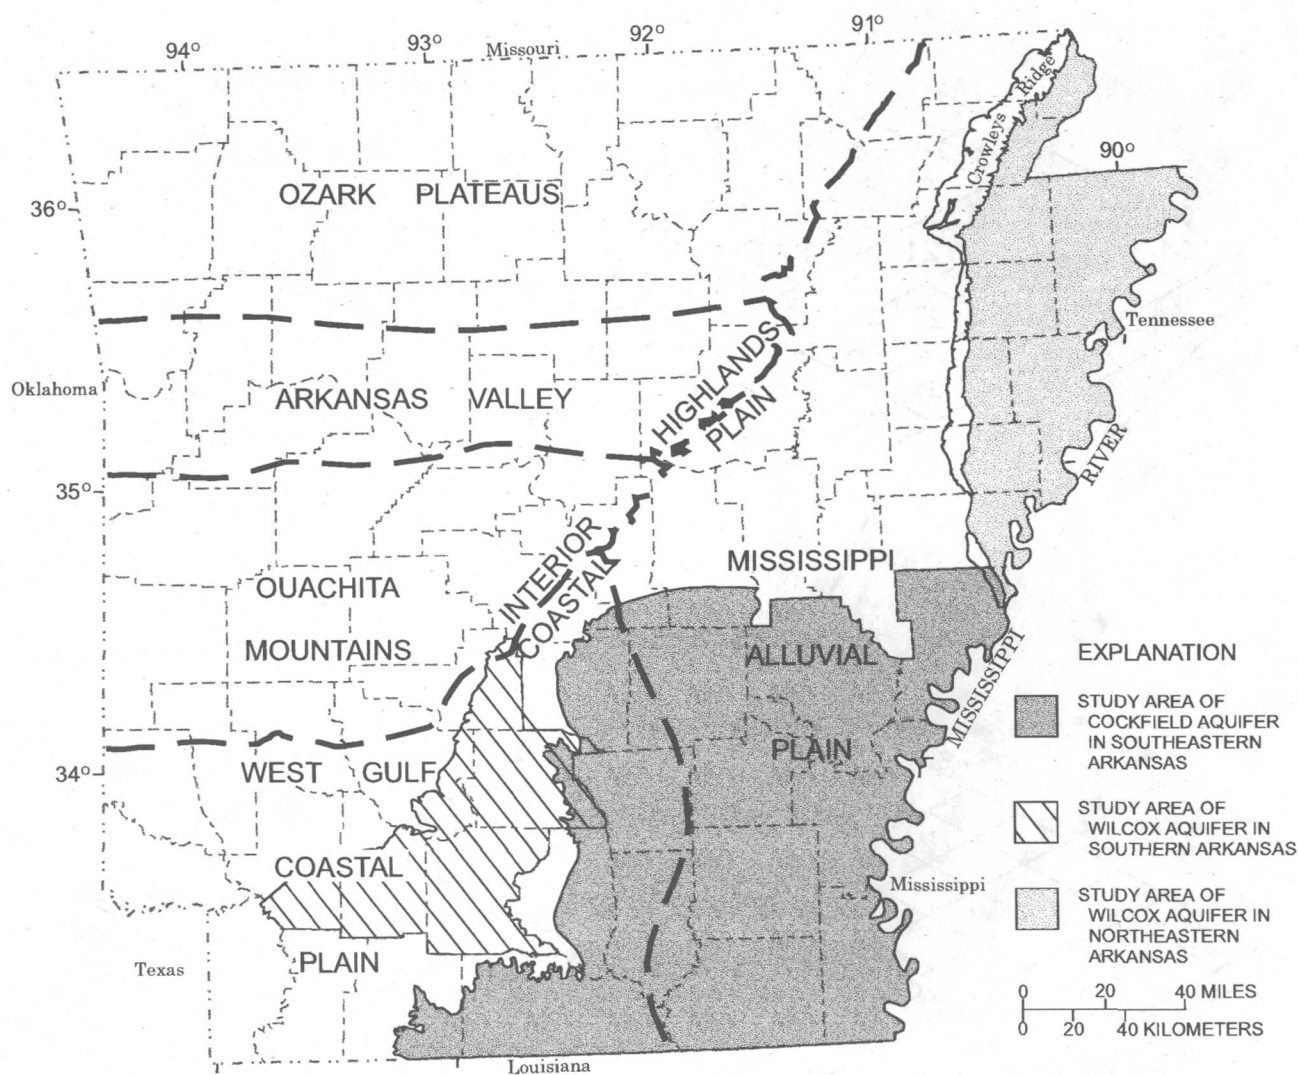 94°
93°
Missouri
92°
91°
Crowleys Ridge
90°
36°
OZARK PLATEAUS
Tennessee
Oklahoma
ARKANSAS VALLEY
HIGHLANDS
PLAIN
RIVER
35°
INTERIOR
COASTAL
MISSISSIPPI
OUACHITA
MOUNTAINS
ALLUVIAL
PLAIN
MISSISSIPPI
34°
WEST GULF
COASTAL
PLAIN
Mississippi
Texas
Louisiana
EXPLANATION
STUDY AREA OF
COCKFIELD AQUIFER
IN SOUTHEASTERN
ARKANSAS
STUDY AREA OF
WILCOX AQUIFER IN
SOUTHERN ARKANSAS
STUDY AREA OF
WILCOX AQUIFER IN
NORTHEASTERN
ARKANSAS
0 20 40 MILES
0 20 40 KILOMETERS